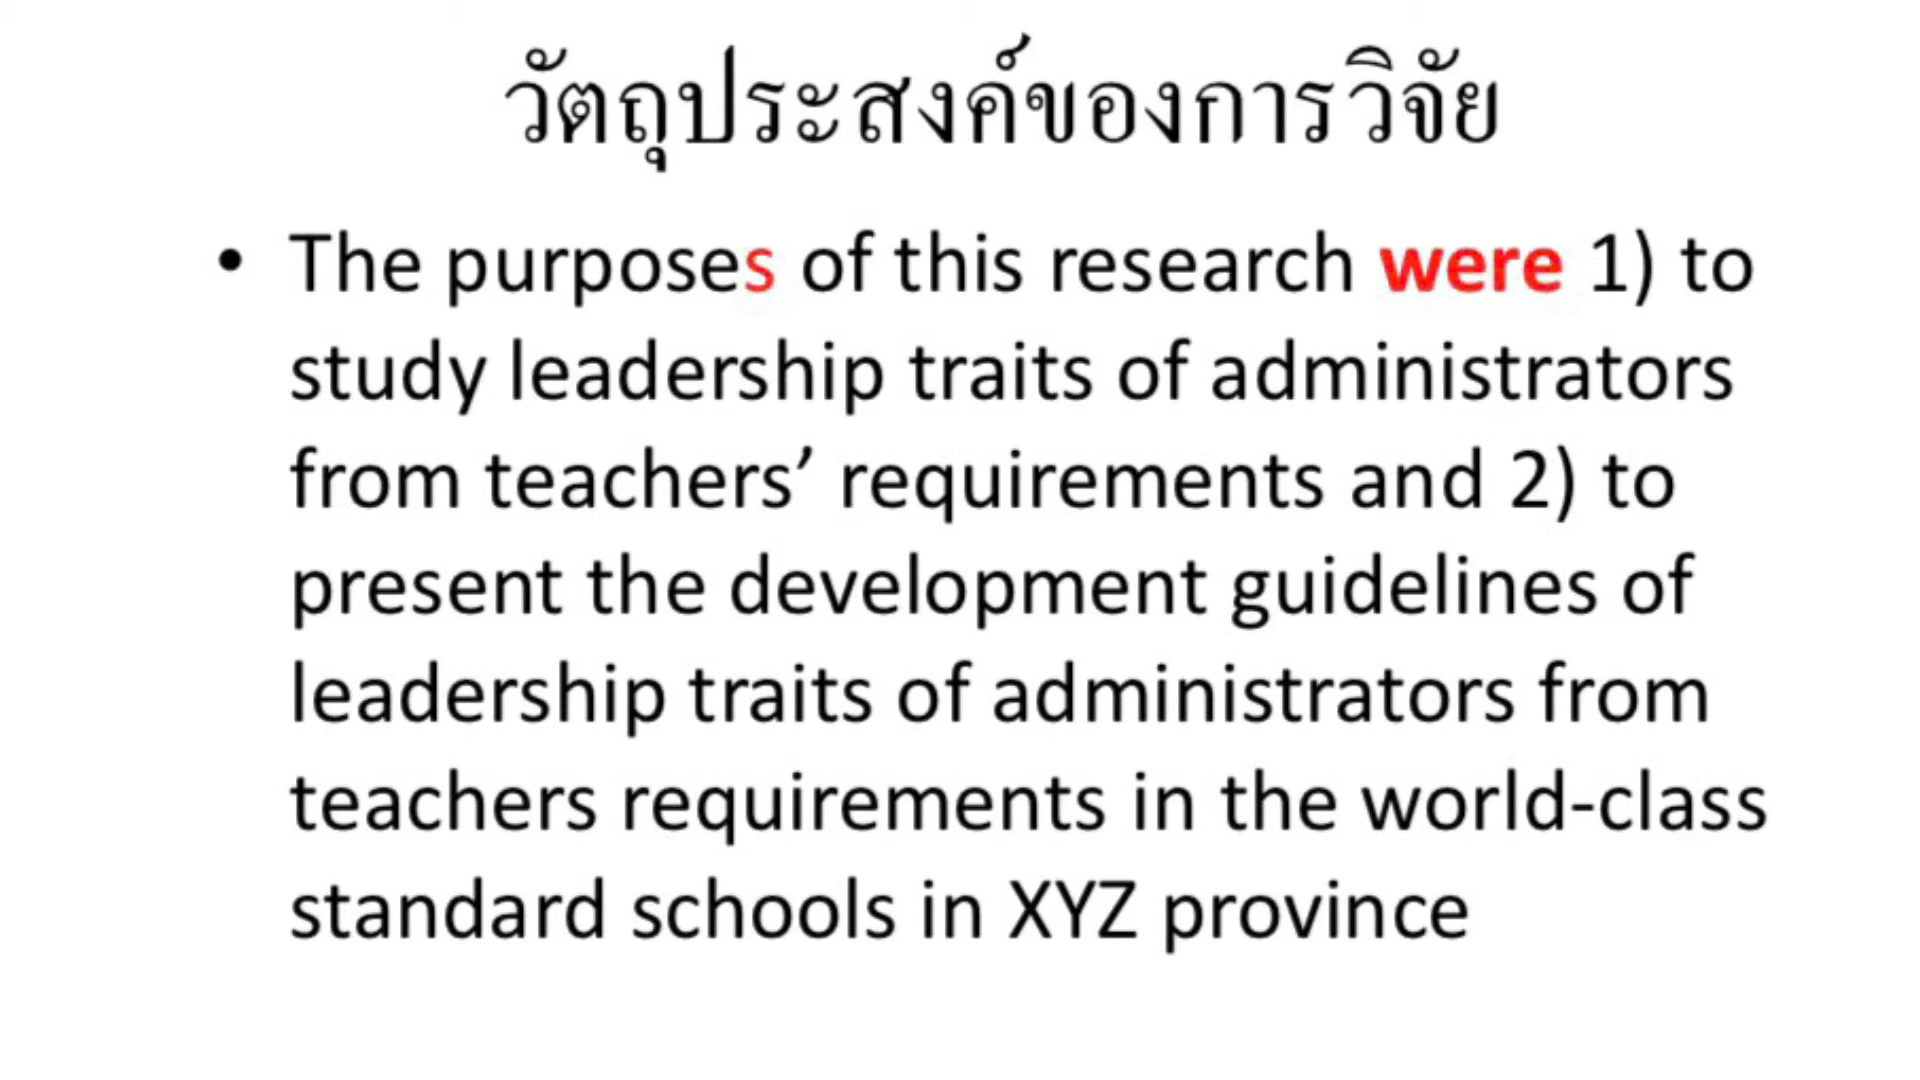 วัตถุประสงค์ของการวิจัย
• The purposes of this research were 1) to
study leadership traits of administrators
from teachers’ requirements and 2) to
present the development guidelines of
leadership traits of administrators from
teachers requirements in the world-class
standard schools in XYZ province